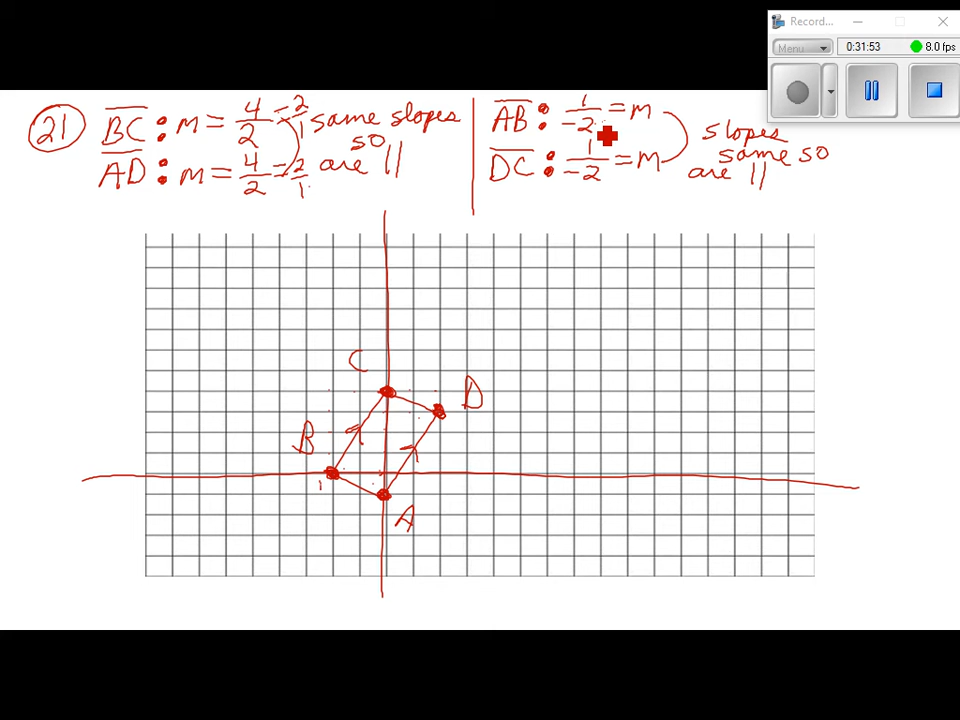 Record...
Menu 0:31:53 8.0 fps
(21) BC : m = 4/2 = 2/1 same slopes
so
AD : m = 4/2 = 2/1 are ||
AB : 1/-2 = m
DC : 1/-2 = m
slopes
same so
are ||
C
D
B
A